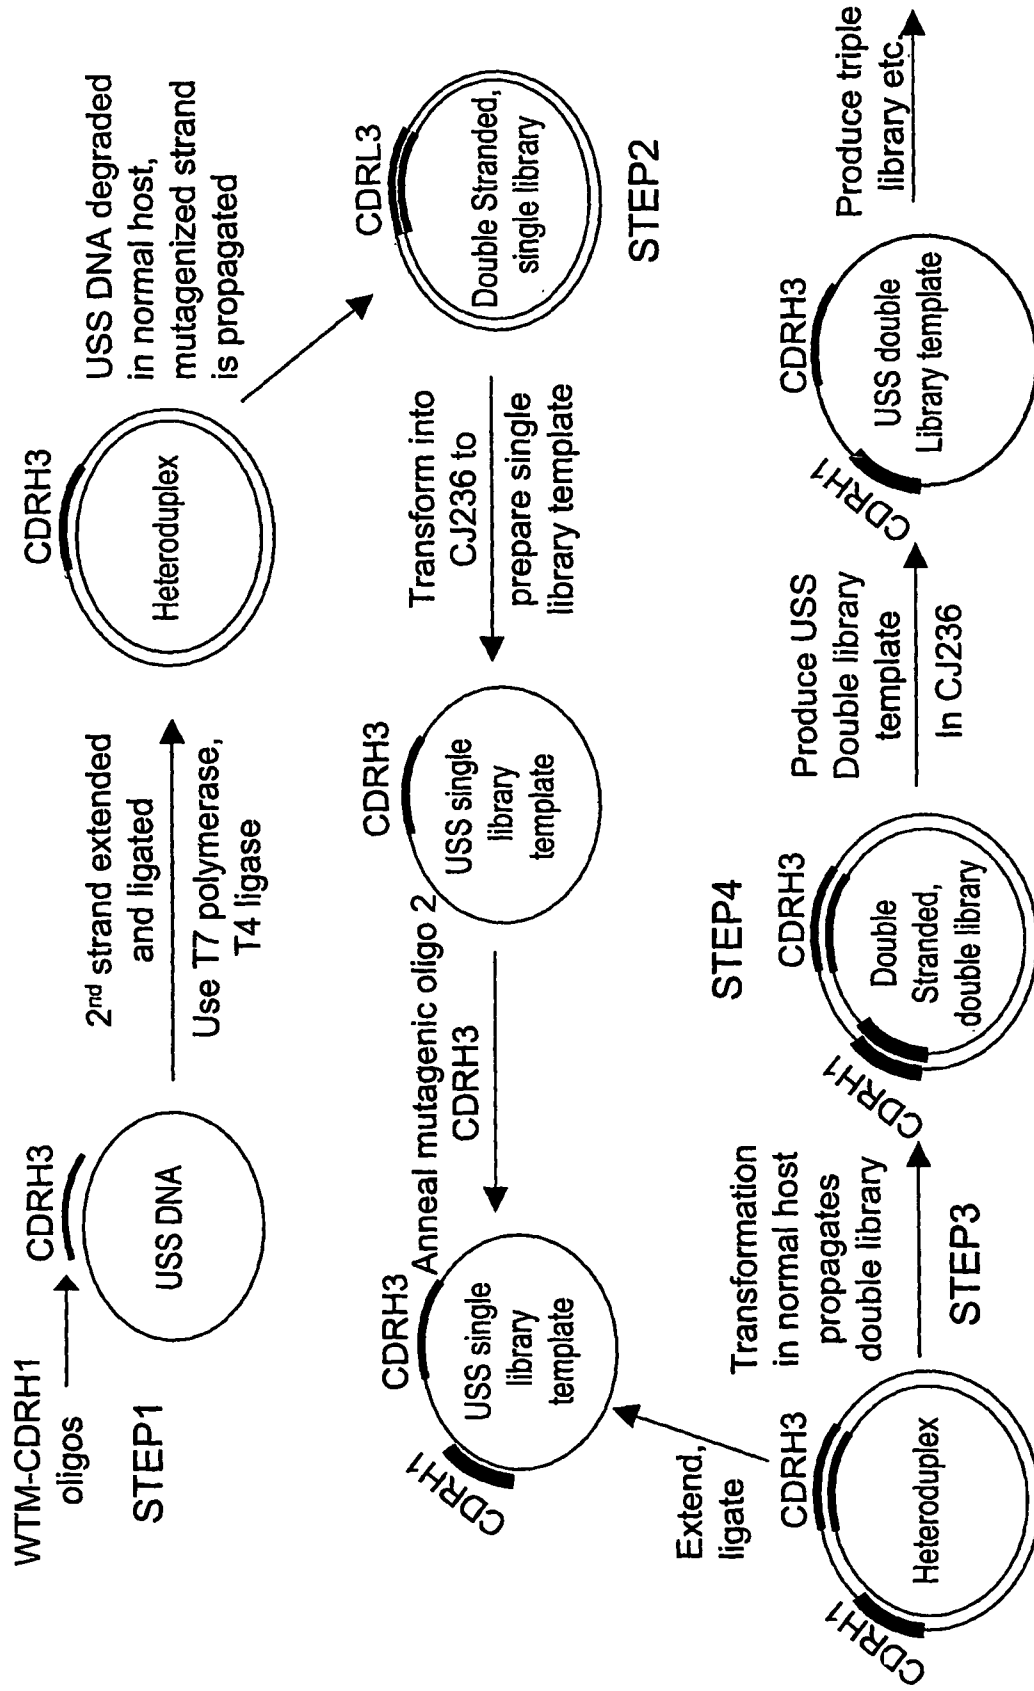 WTM-CDRH1
oligos
STEP1
CDRH3
USS DNA
2nd strand extended
and ligated
Use T7 polymerase,
T4 ligase
CDRH3
Heteroduplex
USS DNA degraded
in normal host,
mutagenized strand
is propagated
CDRL3
Double Stranded,
single library
STEP2
Transform into
CJ236 to
prepare single
library template
CDRH3
USS single
library
template
Anneal mutagenic oligo 2
CDRH3
CDRH3
CDRH1
USS single
library
template
Extend,
ligate
CDRH3
CDRH1
Heteroduplex
Transformation
in normal host
propagates
double library
STEP3
STEP4
CDRH3
CDRH1
Double
Stranded,
double library
Produce USS
Double library
template
In CJ236
CDRH3
CDRH1
USS double
Library template
Produce triple
library etc.